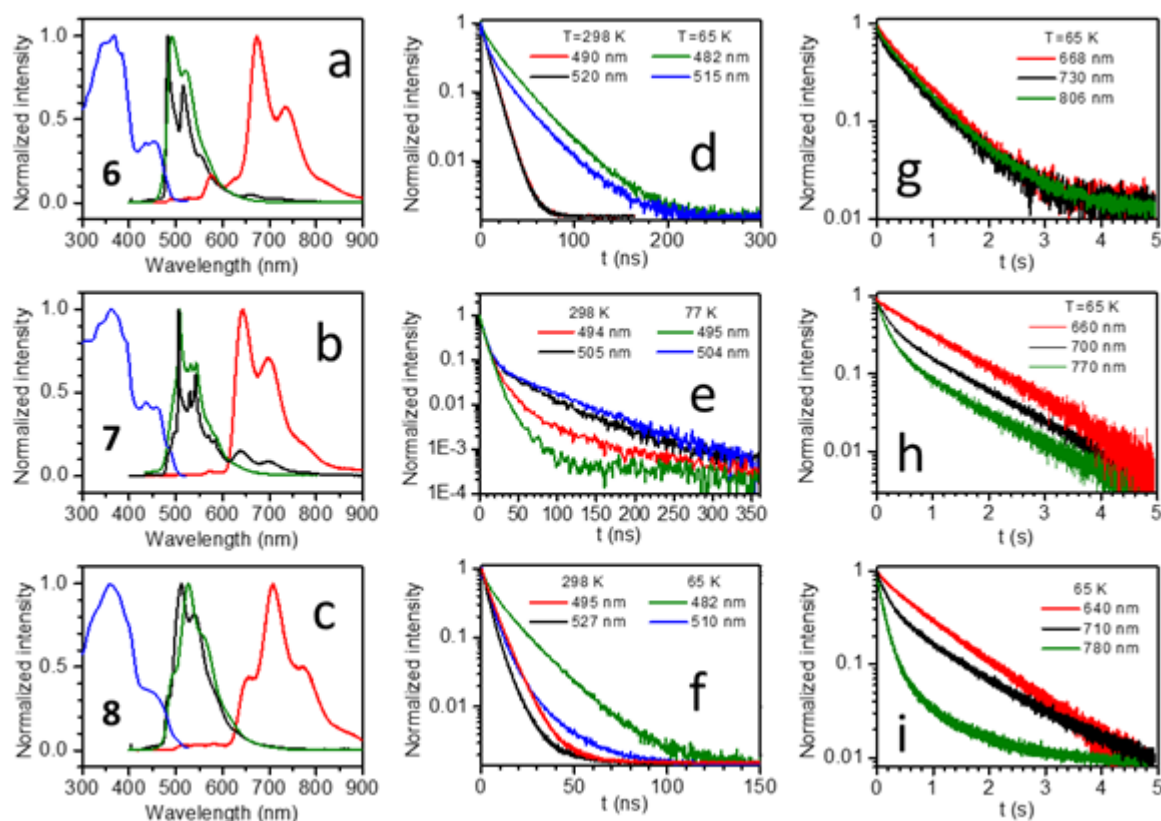 1.0
0.5
0.0
Normalized intensity
a
6
300 400 500 600 700 800 900
Wavelength (nm)
1
0.1
0.01
Normalized intensity
T=298 K T=65 K
490 nm 482 nm
520 nm 515 nm
d
0 100 200 300
t (ns)
1
0.1
0.01
Normalized intensity
T=65 K
668 nm
730 nm
806 nm
g
0 1 2 3 4 5
t (s)
1.0
0.5
0.0
Normalized intensity
b
7
300 400 500 600 700 800 900
Wavelength (nm)
1
0.1
0.01
1E-3
1E-4
Normalized intensity
298 K 77 K
494 nm 495 nm
505 nm 504 nm
e
0 50 100 150 200 250 300 350
t (ns)
1
0.1
0.01
Normalized intensity
T=65 K
660 nm
700 nm
770 nm
h
0 1 2 3 4 5
t (s)
1.0
0.5
0.0
Normalized intensity
c
8
300 400 500 600 700 800 900
Wavelength (nm)
1
0.1
0.01
Normalized intensity
298 K 65 K
495 nm 482 nm
527 nm 510 nm
f
0 50 100 150
t (ns)
1
0.1
0.01
Normalized intensity
65 K
640 nm
710 nm
780 nm
i
0 1 2 3 4 5
t (s)